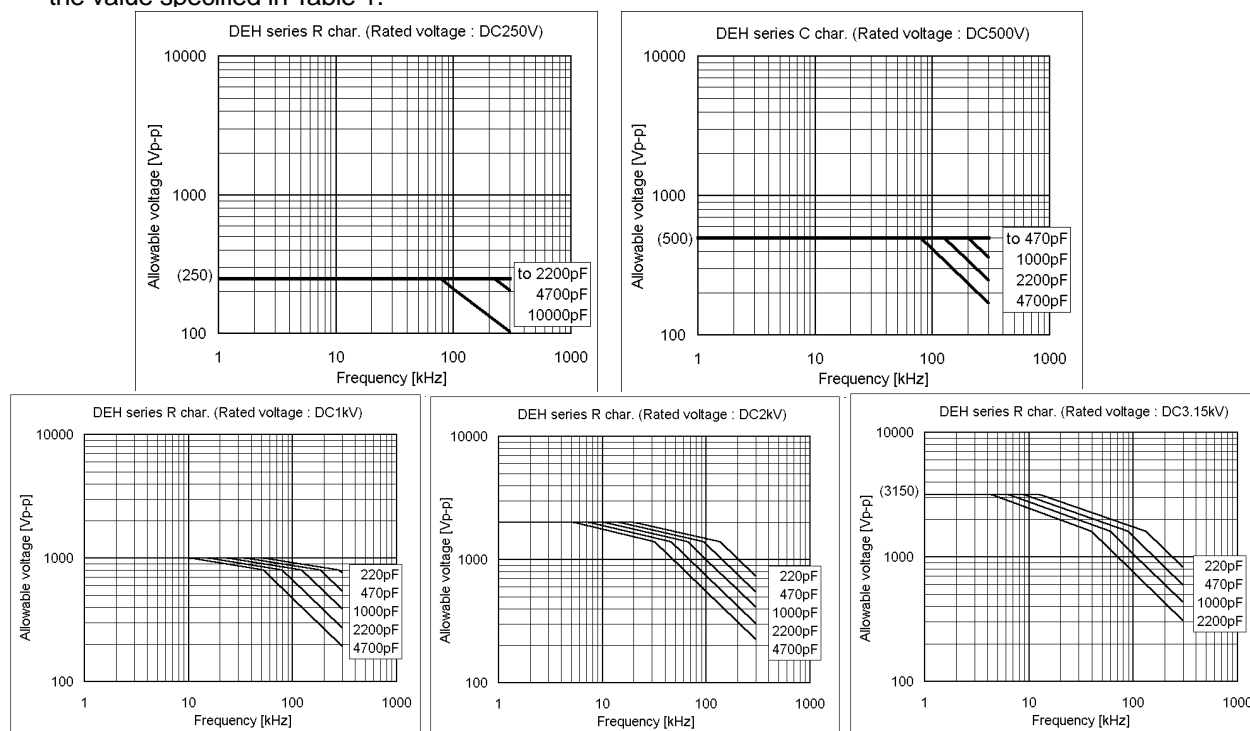 the value specified in Table 1.
DEH series R char. (Rated voltage : DC250V)
Allowable voltage [Vp-p]
10000
1000
(250)
100
to 2200pF
4700pF
10000pF
1 10 100 1000
Frequency [kHz]
DEH series C char. (Rated voltage : DC500V)
Allowable voltage [Vp-p]
10000
1000
(500)
100
to 470pF
1000pF
2200pF
4700pF
1 10 100 1000
Frequency [kHz]
DEH series R char. (Rated voltage : DC1kV)
Allowable voltage [Vp-p]
10000
1000
100
220pF
470pF
1000pF
2200pF
4700pF
1 10 100 1000
Frequency [kHz]
DEH series R char. (Rated voltage : DC2kV)
Allowable voltage [Vp-p]
10000
1000
100
220pF
470pF
1000pF
2200pF
4700pF
1 10 100 1000
Frequency [kHz]
DEH series R char. (Rated voltage : DC3.15kV)
Allowable voltage [Vp-p]
10000
(3150)
1000
100
220pF
470pF
1000pF
2200pF
1 10 100 1000
Frequency [kHz]